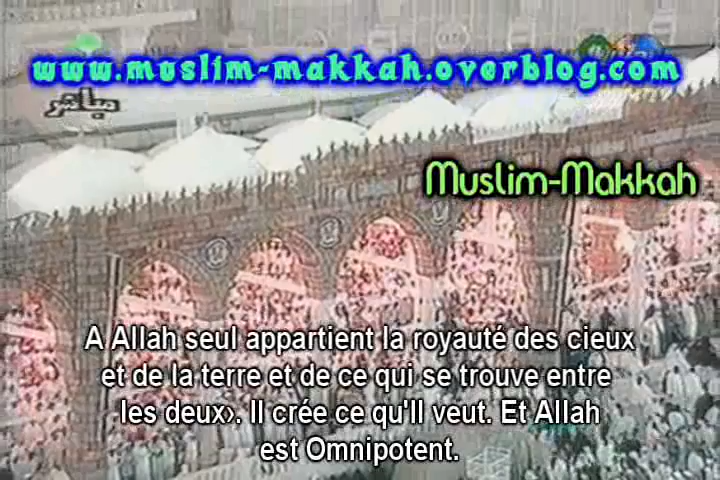 www.muslim-makkah.overblog.com
مباشر
Muslim-Makkah
A Allah seul appartient la royauté des cieux
et de la terre et de ce qui se trouve entre
les deux›. Il crée ce qu'Il veut. Et Allah
est Omnipotent.